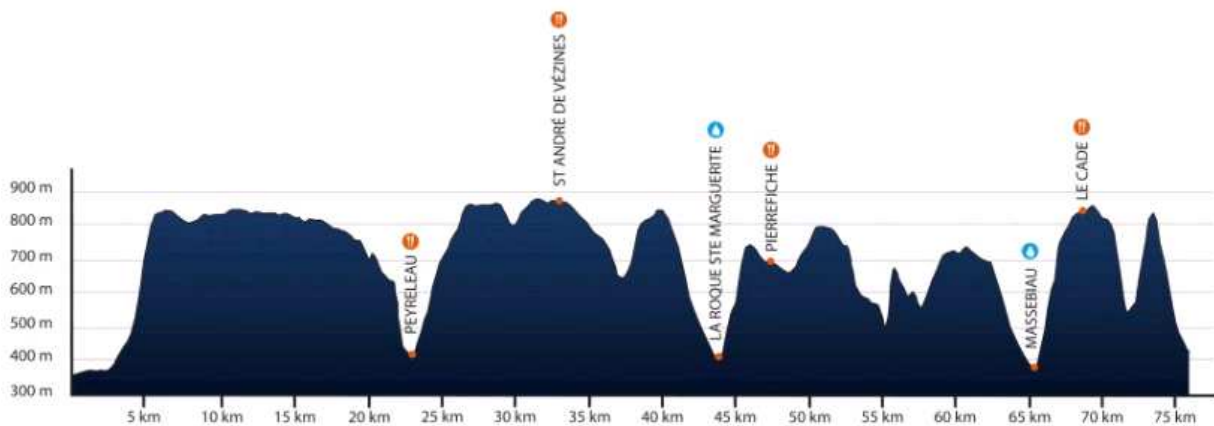 ST ANDRÉ DE VÉZINES
LA ROQUE STE MARGUERITE
PIERREFICHE
LE CADE
PEYRELEAU
MASSEBIAU
900 m
800 m
700 m
600 m
500 m
400 m
300 m
5 km
10 km
15 km
20 km
25 km
30 km
35 km
40 km
45 km
50 km
55 km
60 km
65 km
70 km
75 km